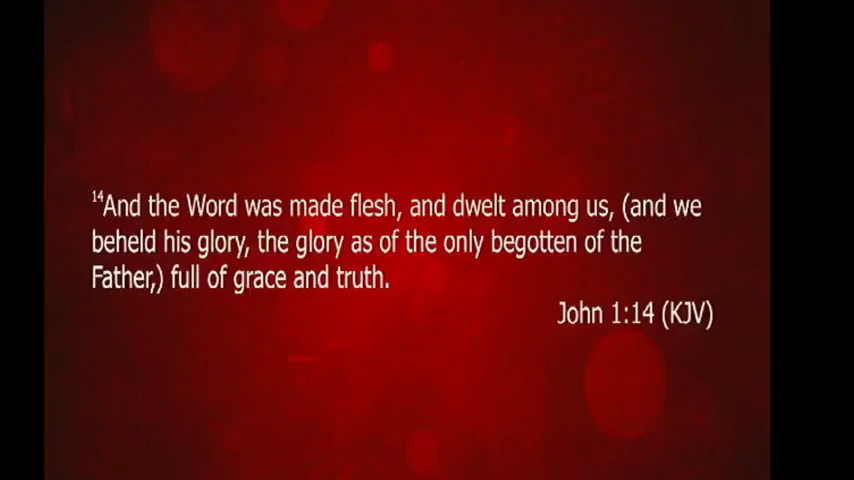 ¹⁴And the Word was made flesh, and dwelt among us, (and we
beheld his glory, the glory as of the only begotten of the
Father,) full of grace and truth.
John 1:14 (KJV)